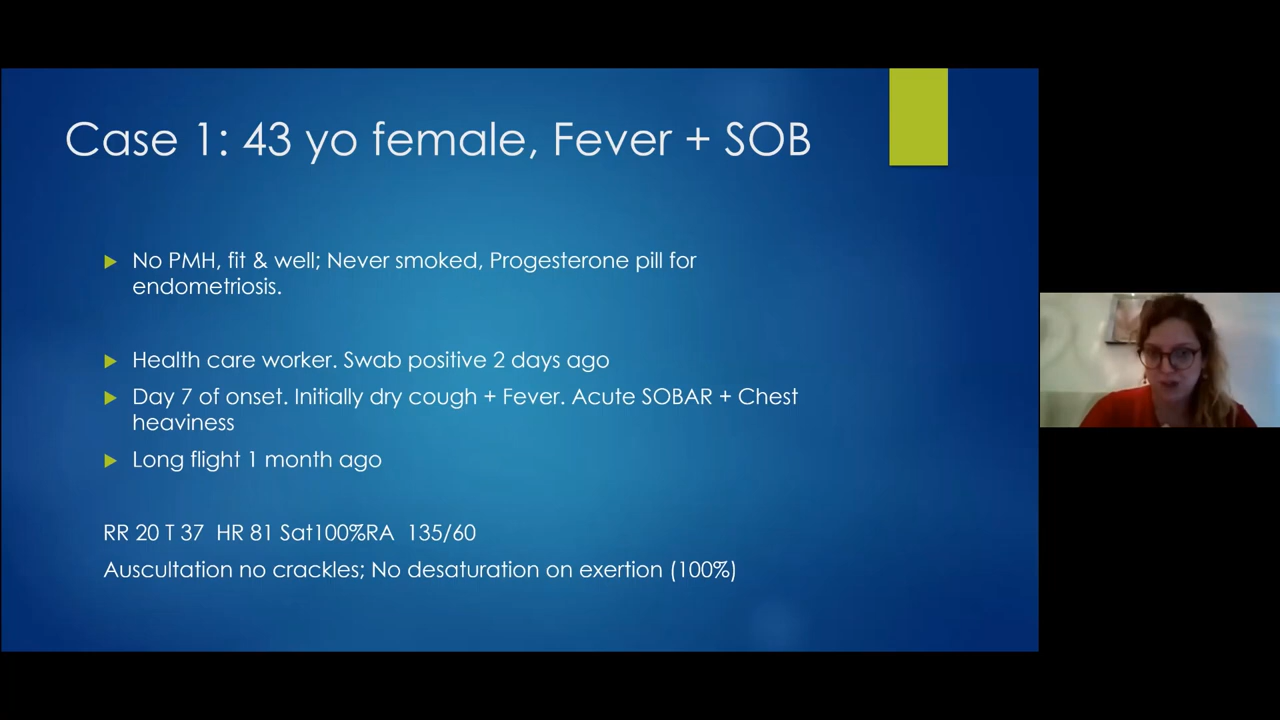 Case 1: 43 yo female, Fever + SOB
No PMH, fit & well; Never smoked, Progesterone pill for
endometriosis.
Health care worker. Swab positive 2 days ago
Day 7 of onset. Initially dry cough + Fever. Acute SOBAR + Chest
heaviness
Long flight 1 month ago
RR 20 T 37 HR 81 Sat100%RA 135/60
Auscultation no crackles; No desaturation on exertion (100%)